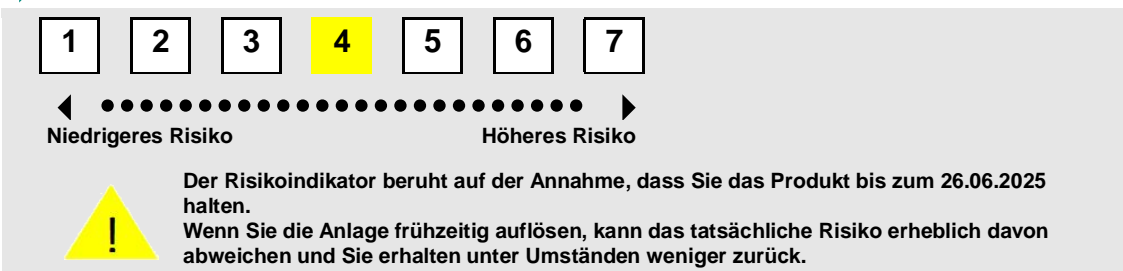 1 2 3 4 5 6 7
Niedrigeres Risiko Höheres Risiko
Der Risikoindikator beruht auf der Annahme, dass Sie das Produkt bis zum 26.06.2025
halten.
Wenn Sie die Anlage frühzeitig auflösen, kann das tatsächliche Risiko erheblich davon
abweichen und Sie erhalten unter Umständen weniger zurück.
!